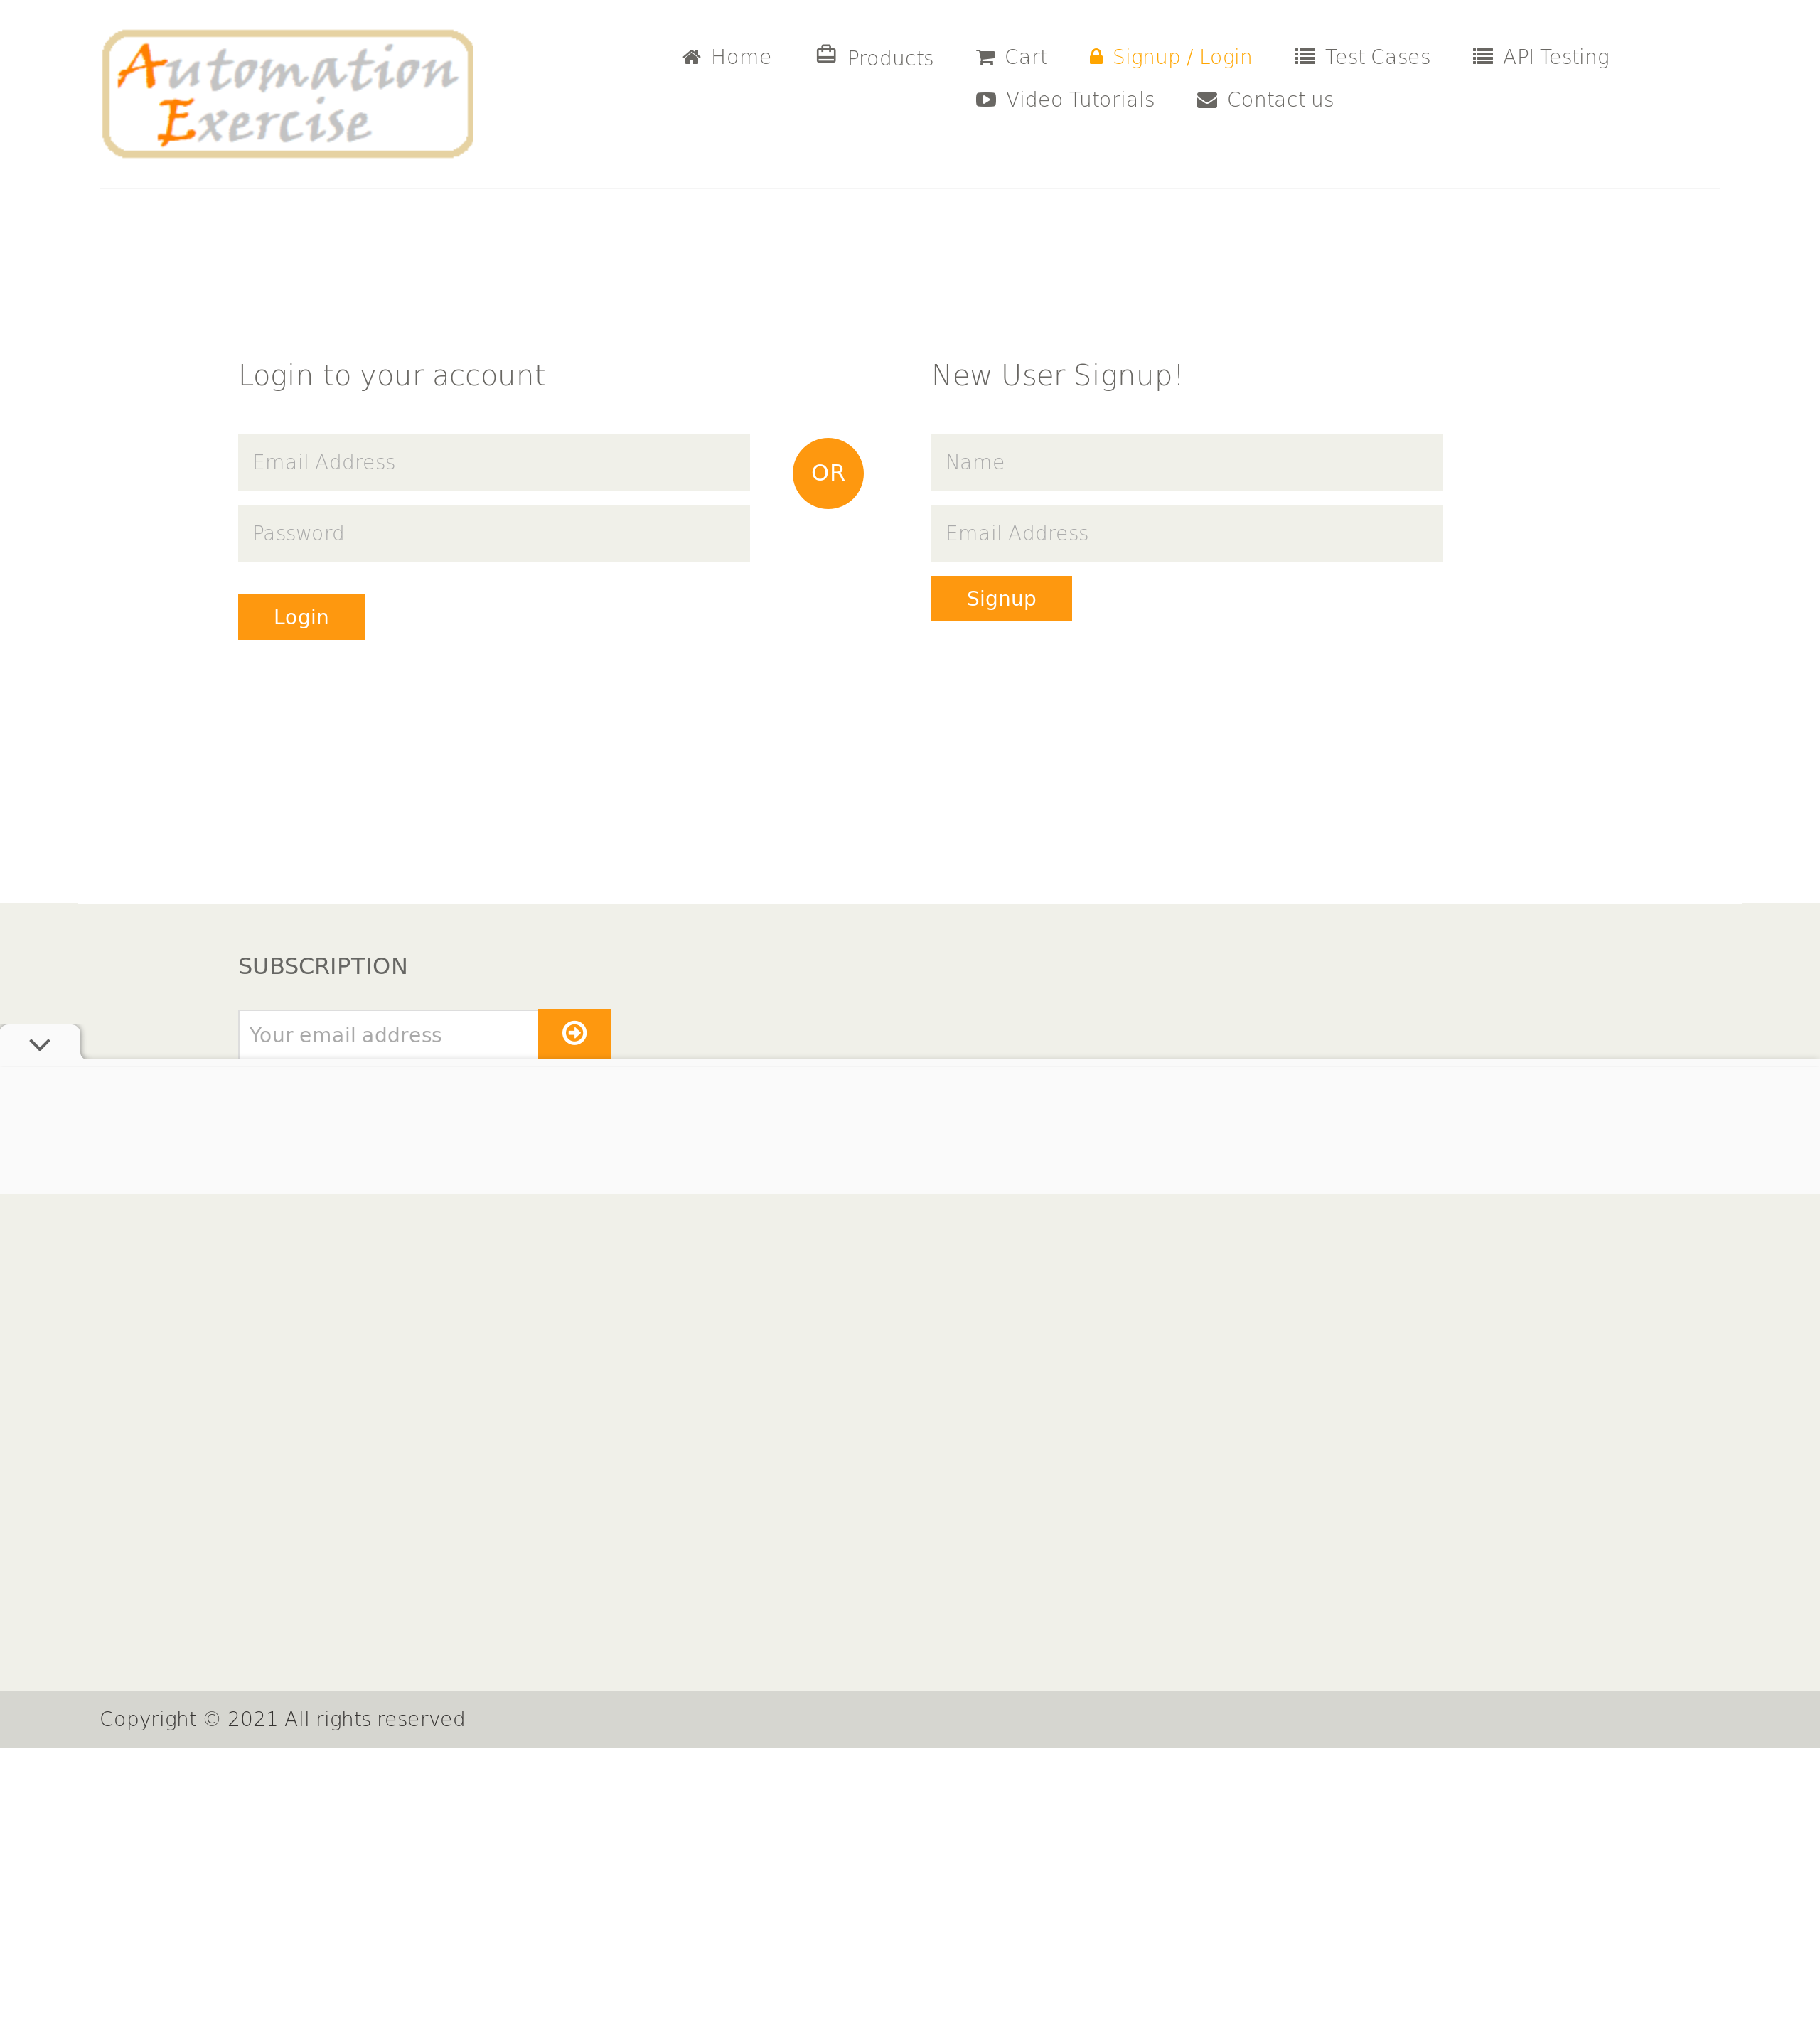 Automation
Exercise
Home Products Cart Signup / Login Test Cases API Testing
Video Tutorials Contact us
Login to your account
Email Address
Password
Login
OR
New User Signup!
Name
Email Address
Signup
SUBSCRIPTION
Your email address
Copyright © 2021 All rights reserved